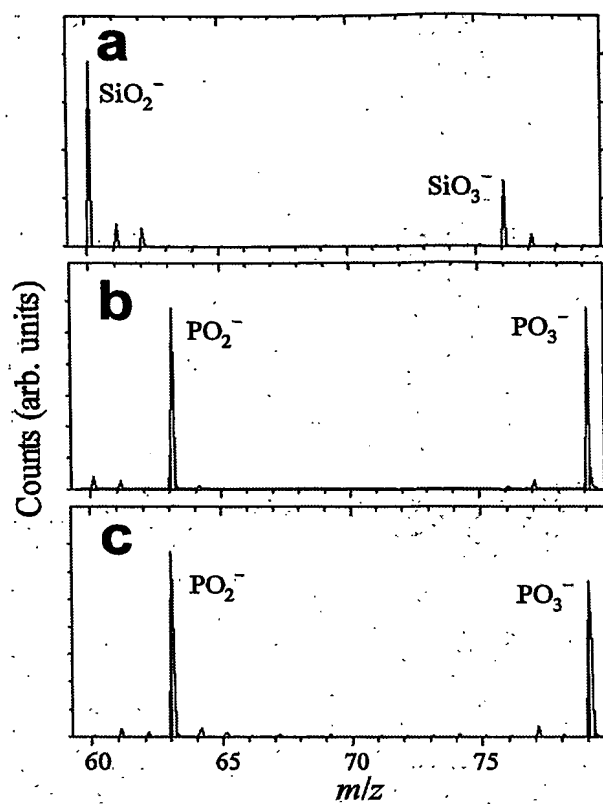 a
SiO₂⁻
SiO₃⁻
b
PO₂⁻
PO₃⁻
c
PO₂⁻
PO₃⁻
Counts (arb. units)
60 65 70 75
m/z